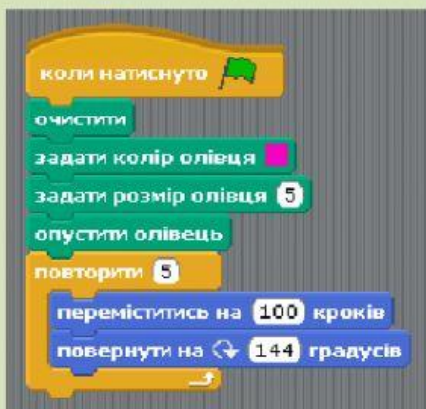 коли натиснуто
очистити
задати колір олівця
задати розмір олівця 5
опустити олівець
повторити 5
переміститись на 100 кроків
повернути на 144 градусів